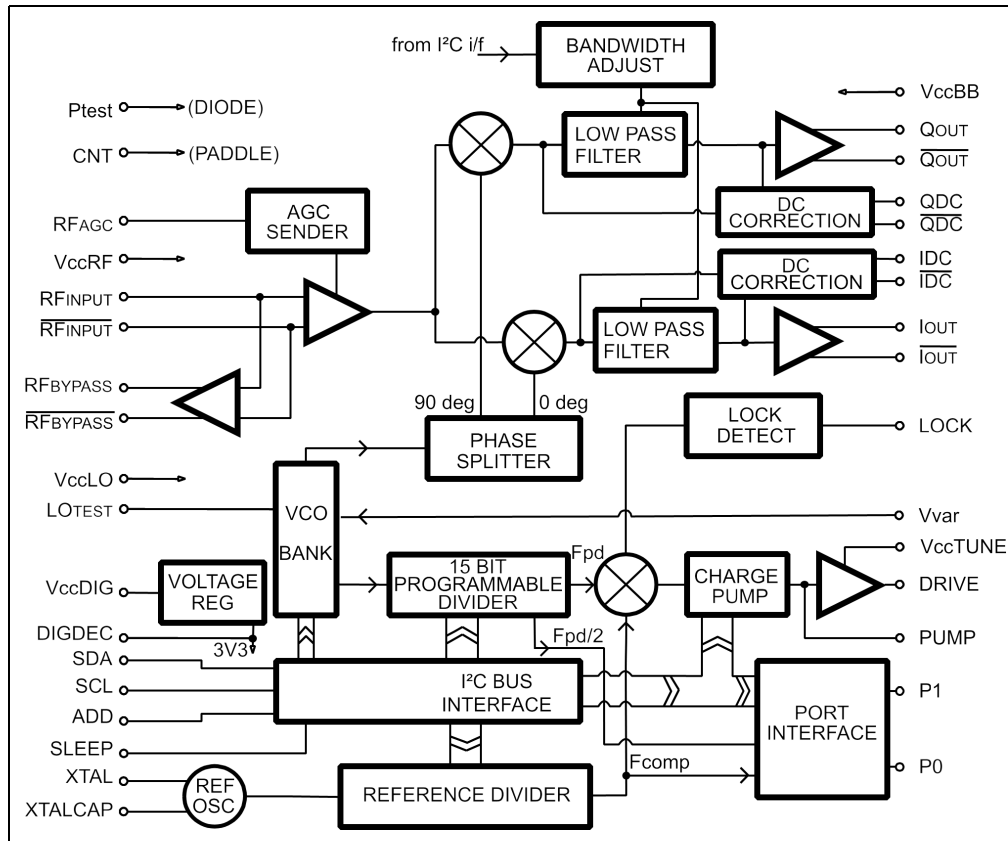 from I²C i/f
BANDWIDTH
ADJUST
Ptest
(DIODE)
CNT
(PADDLE)
VccBB
LOW PASS
FILTER
QOUT
QOUT
AGC
SENDER
RFAGC
DC
CORRECTION
QDC
QDC
VccRF
DC
CORRECTION
IDC
IDC
RFINPUT
RFINPUT
LOW PASS
FILTER
IOUT
IOUT
RFBYPASS
RFBYPASS
90 deg
0 deg
PHASE
SPLITTER
LOCK
DETECT
LOCK
VccLO
LOTEST
VCO
BANK
Vvar
VccTUNE
Fpd
15 BIT
PROGRAMMABLE
DIVIDER
CHARGE
PUMP
DRIVE
VccDIG
VOLTAGE
REG
DIGDEC
3V3
Fpd/2
PUMP
SDA
SCL
ADD
I²C BUS
INTERFACE
PORT
INTERFACE
P1
SLEEP
P0
XTAL
XTALCAP
REF
OSC
REFERENCE DIVIDER
Fcomp